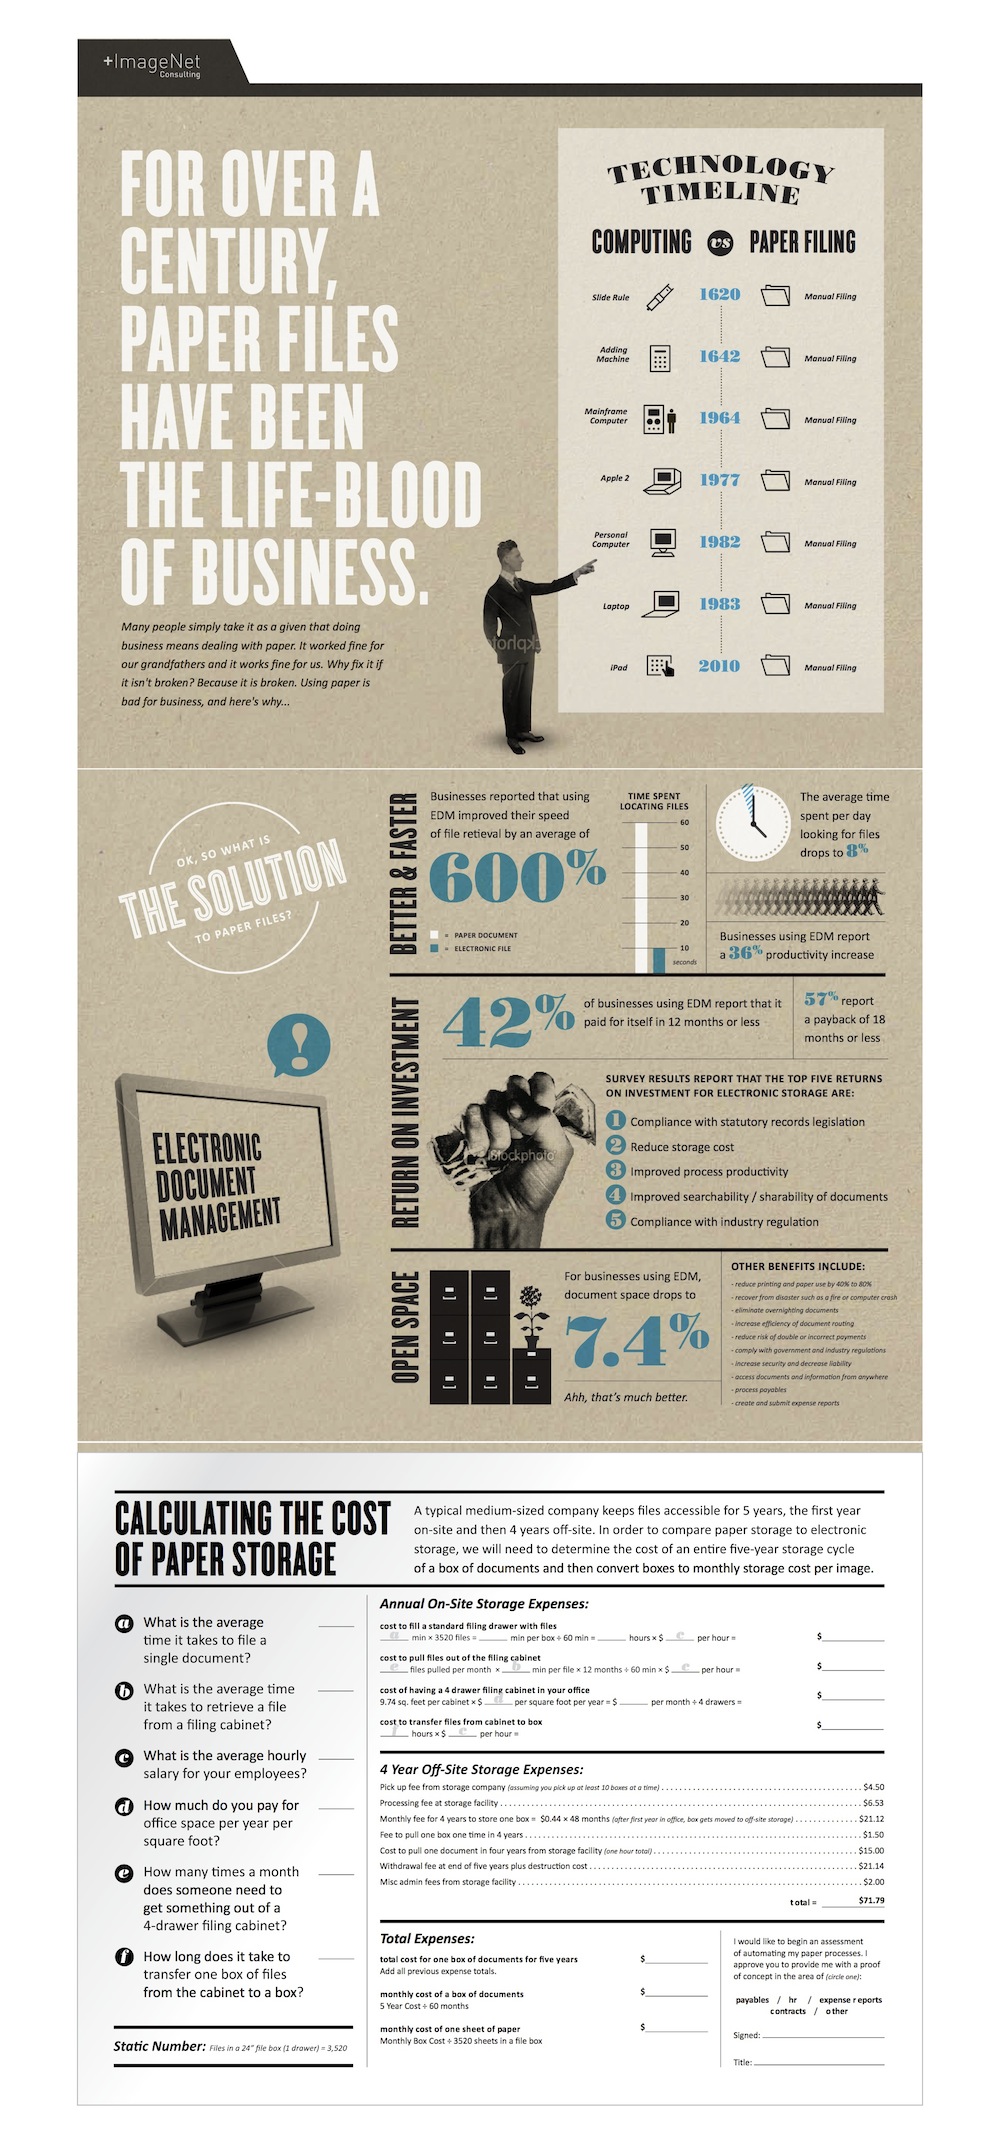 +ImageNet
Consulting
FOR OVER A
CENTURY,
PAPER FILES
HAVE BEEN
THE LIFE-BLOOD
OF BUSINESS.
Many people simply take it as a given that doing
business means dealing with paper. It worked fine for
our grandfathers and it works fine for us. Why fix it if
it isn't broken? Because it is broken. Using paper is
bad for business, and here's why...
TECHNOLOGY
TIMELINE
COMPUTING vs PAPER FILING
Slide Rule 1620 Manual Filing
Adding
Machine 1642 Manual Filing
Mainframe
Computer 1964 Manual Filing
Apple 2 1977 Manual Filing
Personal
Computer 1982 Manual Filing
Laptop 1983 Manual Filing
iPad 2010 Manual Filing
OK, SO WHAT IS
THE SOLUTION
TO PAPER FILES?
!
ELECTRONIC
DOCUMENT
MANAGEMENT
BETTER & FASTER
Businesses reported that using
EDM improved their speed
of file retieval by an average of
600%
= PAPER DOCUMENT
= ELECTRONIC FILE
TIME SPENT
LOCATING FILES
60
50
40
30
20
10
seconds
The average time
spent per day
looking for files
drops to 8%
Businesses using EDM report
a 36% productivity increase
RETURN ON INVESTMENT
42%
of businesses using EDM report that it
paid for itself in 12 months or less
57% report
a payback of 18
months or less
iStockphoto
SURVEY RESULTS REPORT THAT THE TOP FIVE RETURNS
ON INVESTMENT FOR ELECTRONIC STORAGE ARE:
1 Compliance with statutory records legislation
2 Reduce storage cost
3 Improved process productivity
4 Improved searchability / sharability of documents
5 Compliance with industry regulation
OPEN SPACE
For businesses using EDM,
document space drops to
7.4%
Ahh, that's much better.
OTHER BENEFITS INCLUDE:
- reduce printing and paper use by 40% to 80%
- recover from disaster such as a fire or computer crash
- eliminate overnighting documents
- increase efficiency of document routing
- reduce risk of double or incorrect payments
- comply with government and industry regulations
- increase security and decrease liability
- access documents and information from anywhere
- process payables
- create and submit expense reports
CALCULATING THE COST
OF PAPER STORAGE
A typical medium-sized company keeps files accessible for 5 years, the first year
on-site and then 4 years off-site. In order to compare paper storage to electronic
storage, we will need to determine the cost of an entire five-year storage cycle
of a box of documents and then convert boxes to monthly storage cost per image.
a What is the average
time it takes to file a
single document?
b What is the average time
it takes to retrieve a file
from a filing cabinet?
c What is the average hourly
salary for your employees?
d How much do you pay for
office space per year per
square foot?
e How many times a month
does someone need to
get something out of a
4-drawer filing cabinet?
f How long does it take to
transfer one box of files
from the cabinet to a box?
Static Number: Files in a 24" file box (1 drawer) = 3,520
Annual On-Site Storage Expenses:
cost to fill a standard filing drawer with files
a min × 3520 files = ____ min per box ÷ 60 min = ____ hours × $ c per hour = $
cost to pull files out of the filing cabinet
e files pulled per month × b min per file × 12 months ÷ 60 min × $ c per hour = $
cost of having a 4 drawer filing cabinet in your office
9.74 sq. feet per cabinet × $ d per square foot per year = $ ____ per month ÷ 4 drawers = $
cost to transfer files from cabinet to box
f hours × $ c per hour = $
4 Year Off-Site Storage Expenses:
Pick up fee from storage company (assuming you pick up at least 10 boxes at a time) $4.50
Processing fee at storage facility $6.53
Monthly fee for 4 years to store one box = $0.44 × 48 months (after first year in office, box gets moved to off-site storage) $21.12
Fee to pull one box one time in 4 years $1.50
Cost to pull one document in four years from storage facility (one hour total) $15.00
Withdrawal fee at end of five years plus destruction cost $21.14
Misc admin fees from storage facility $2.00
total = $71.79
Total Expenses:
total cost for one box of documents for five years $
Add all previous expense totals.
monthly cost of a box of documents $
5 Year Cost ÷ 60 months
monthly cost of one sheet of paper $
Monthly Box Cost ÷ 3520 sheets in a file box
I would like to begin an assessment
of automating my paper processes. I
approve you to provide me with a proof
of concept in the area of (circle one):
payables / hr / expense reports
contracts / other
Signed:
Title: